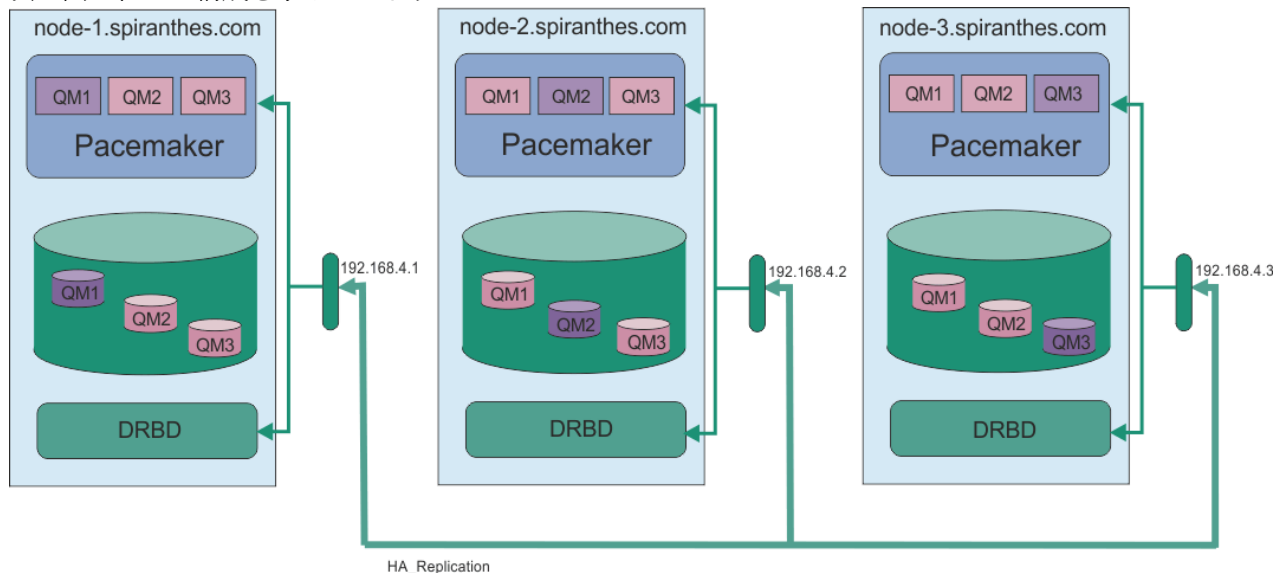 node-1.spiranthes.com
QM1 QM2 QM3
Pacemaker
QM1
QM2
QM3
DRBD
192.168.4.1
node-2.spiranthes.com
QM1 QM2 QM3
Pacemaker
QM1
QM2
QM3
DRBD
192.168.4.2
node-3.spiranthes.com
QM1 QM2 QM3
Pacemaker
QM1
QM2
QM3
DRBD
192.168.4.3
HA Replication